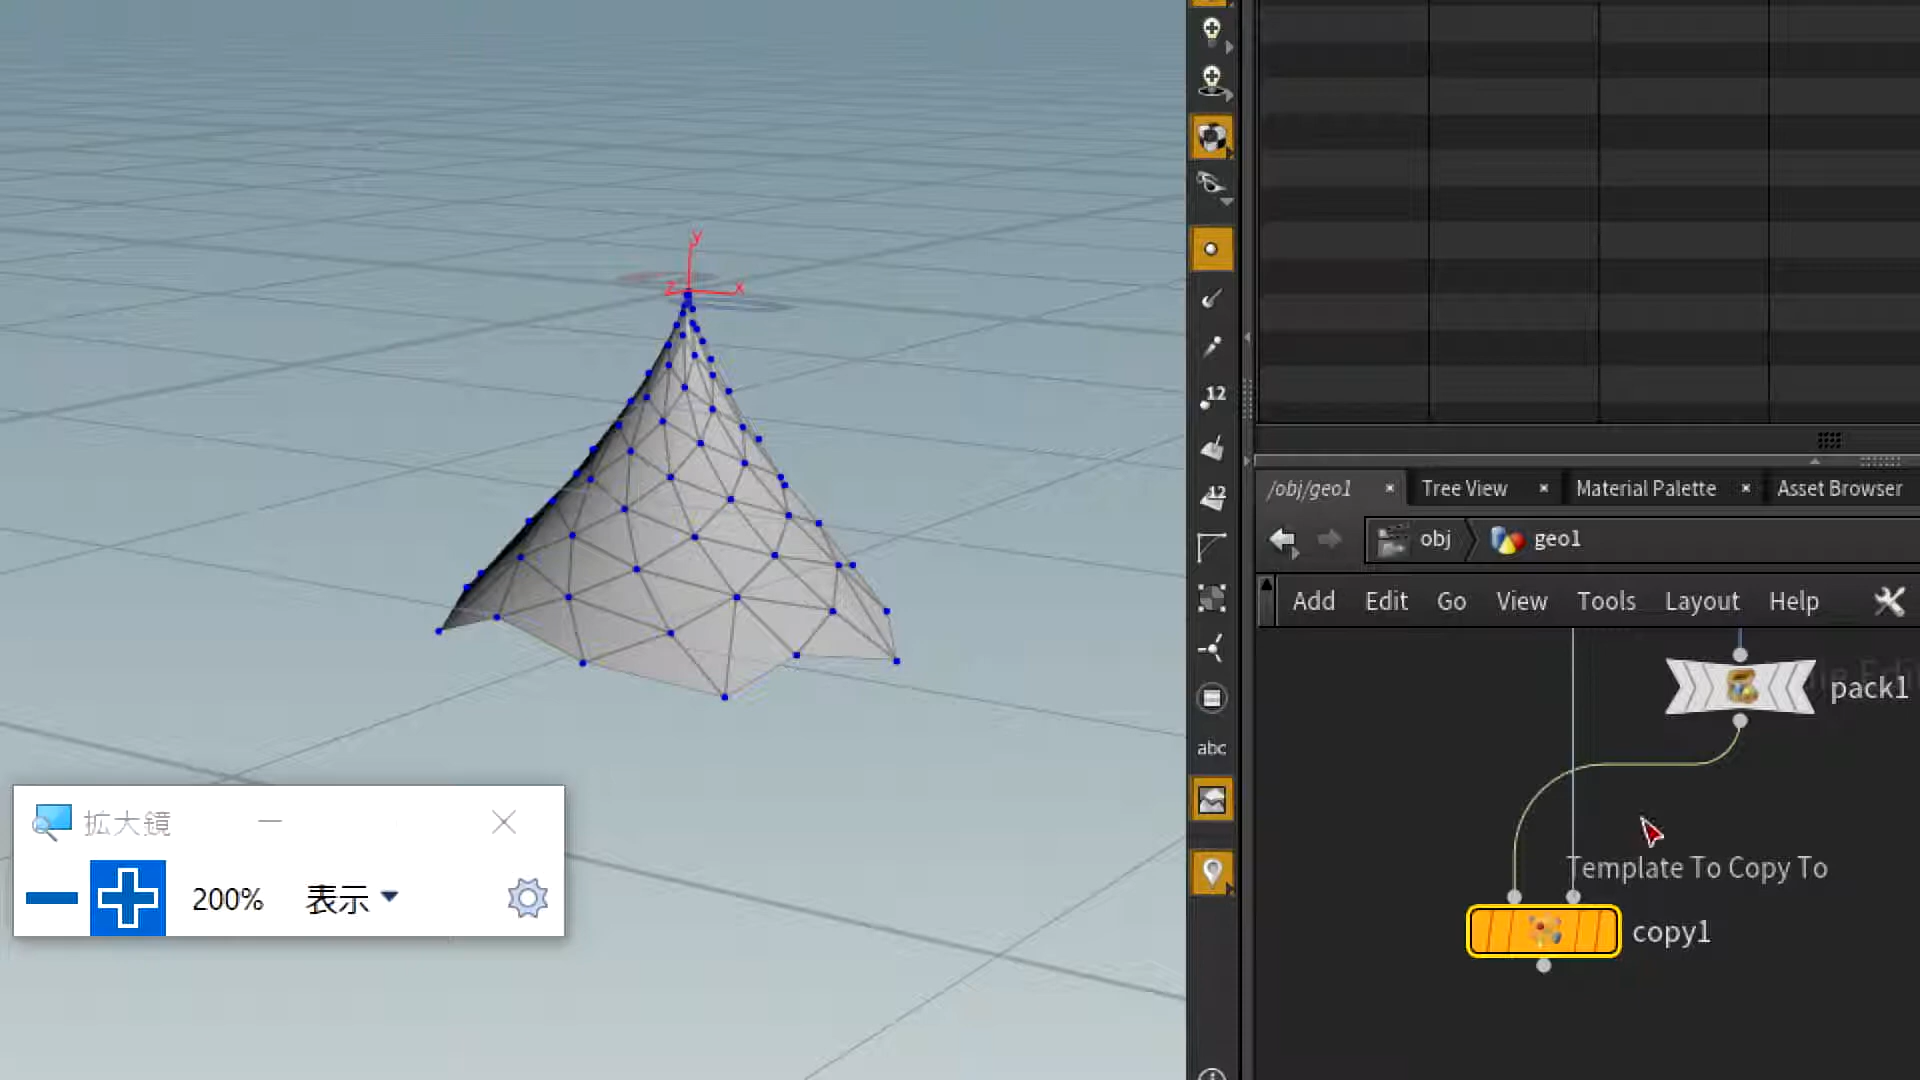 y
z
x
12
12
abc
/obj/geo1 × Tree View × Material Palette × Asset Browser
obj geo1
Add Edit Go View Tools Layout Help
pack1
Template To Copy To
copy1
拡大鏡
200% 表示